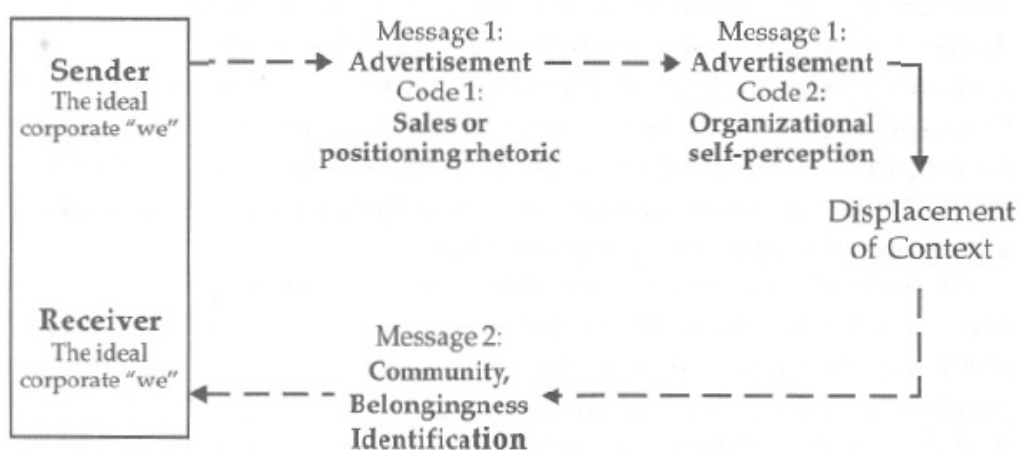 Sender
The ideal
corporate "we"
Message 1:
Advertisement
Code 1:
Sales or
positioning rhetoric
Message 1:
Advertisement
Code 2:
Organizational
self-perception
Displacement
of Context
Message 2:
Community,
Belongingness
Identification
Receiver
The ideal
corporate "we"